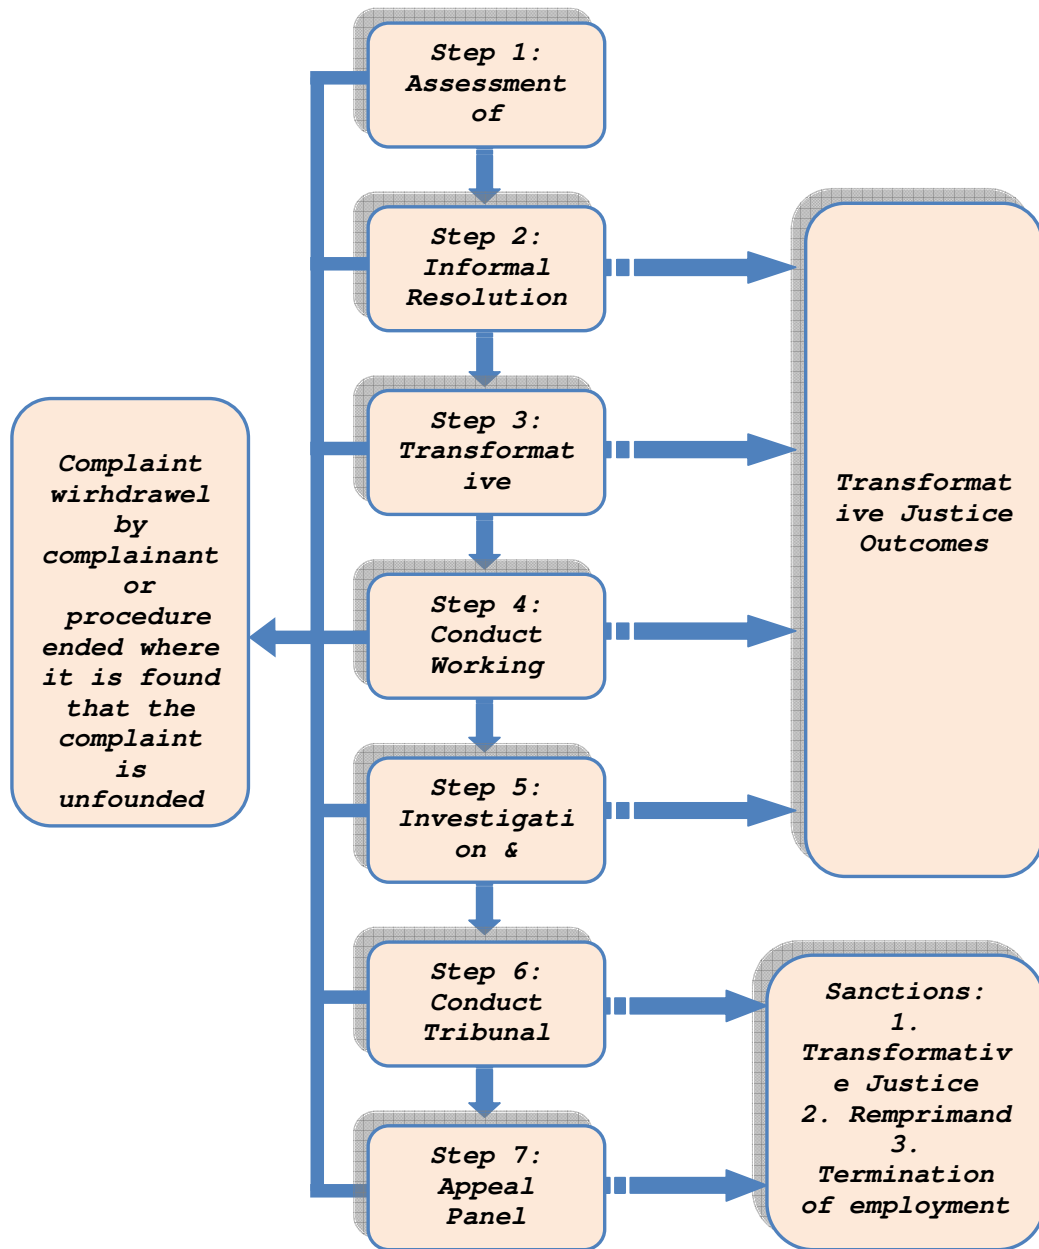 Step 1:
Assessment
of
Step 2:
Informal
Resolution
Step 3:
Transformat
ive
Step 4:
Conduct
Working
Step 5:
Investigati
on &
Step 6:
Conduct
Tribunal
Step 7:
Appeal
Panel
Complaint
wirhdrawel
by
complainant
or
procedure
ended where
it is found
that the
complaint
is
unfounded
Transformat
ive Justice
Outcomes
Sanctions:
1.
Transformativ
e Justice
2. Remprimand
3.
Termination
of employment